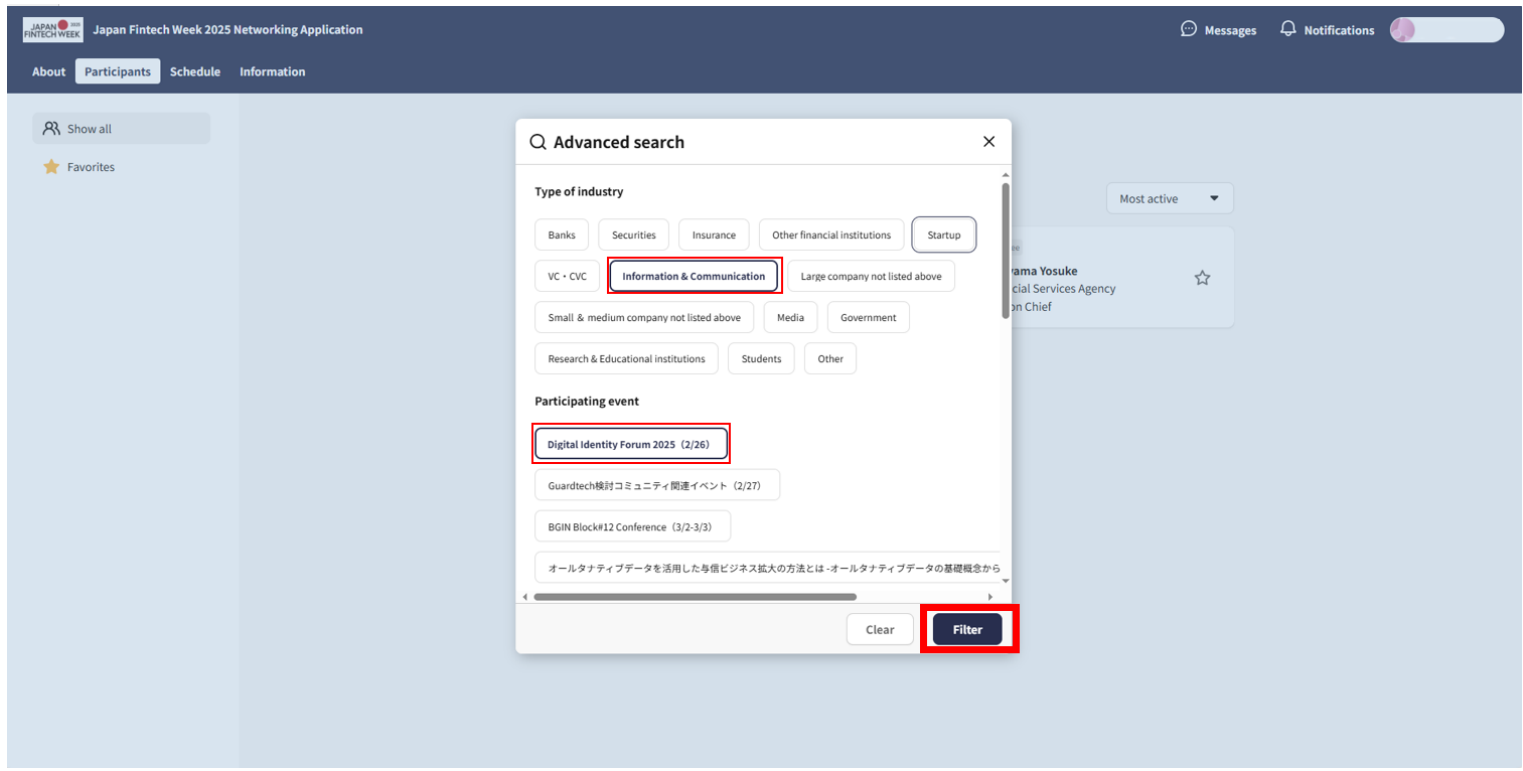 JAPAN 2025
FINTECH WEEK
Japan Fintech Week 2025 Networking Application
Messages
Notifications
About
Participants
Schedule
Information
Show all
Favorites
Advanced search
Type of industry
Banks
Securities
Insurance
Other financial institutions
Startup
VC・CVC
Information & Communication
Large company not listed above
Small & medium company not listed above
Media
Government
Research & Educational institutions
Students
Other
Participating event
Digital Identity Forum 2025（2/26）
Guardtech検討コミュニティ関連イベント（2/27）
BGIN Block#12 Conference（3/2-3/3）
オールタナティブデータを活用した与信ビジネス拡大の方法とは -オールタナティブデータの基礎概念から
Clear
Filter
Most active
yama Yosuke
cial Services Agency
on Chief